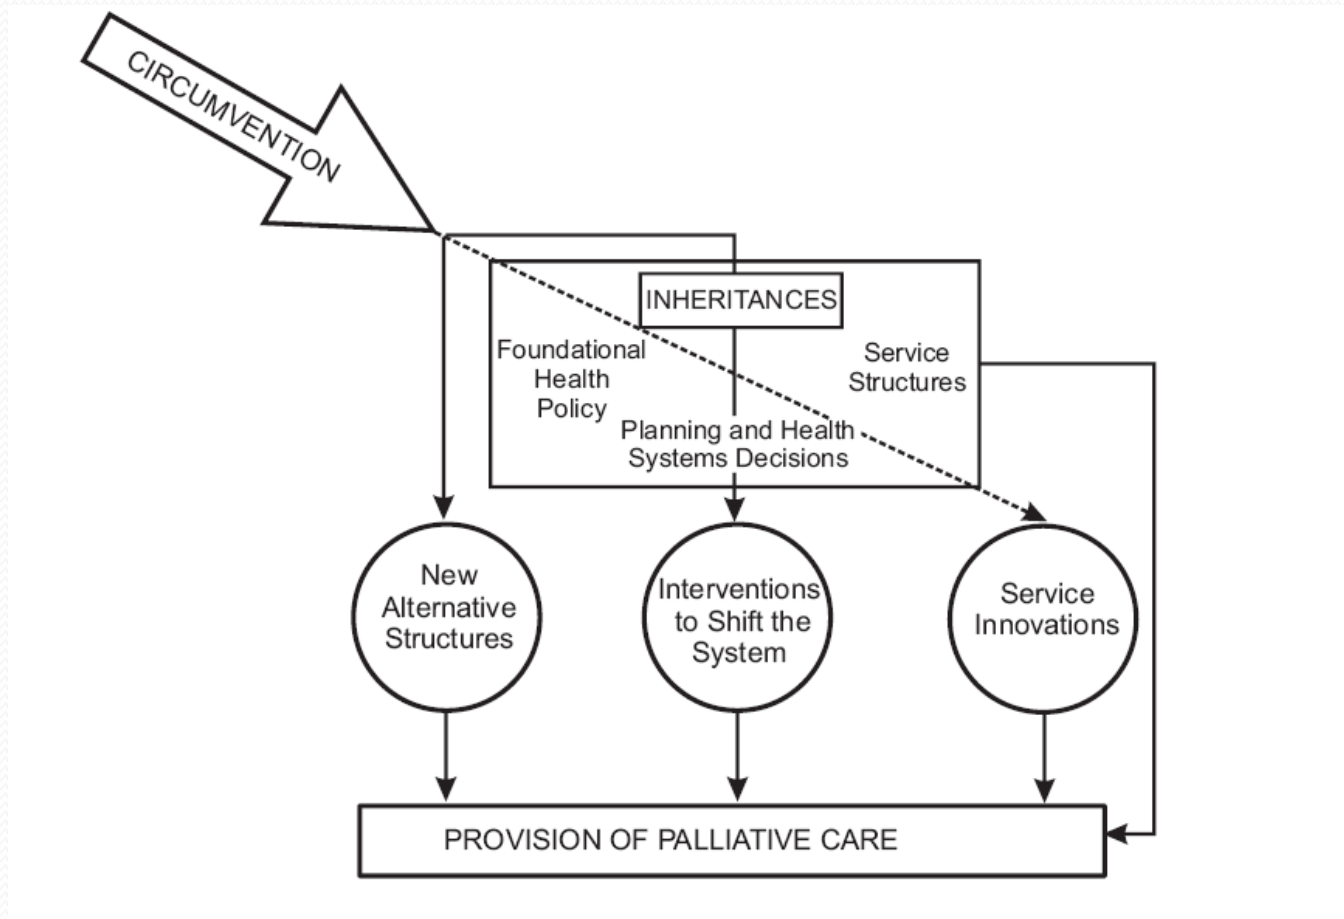 CIRCUMVENTION
INHERITANCES
Foundational
Health
Policy
Service
Structures
Planning and Health
Systems Decisions
New
Alternative
Structures
Interventions
to Shift the
System
Service
Innovations
PROVISION OF PALLIATIVE CARE